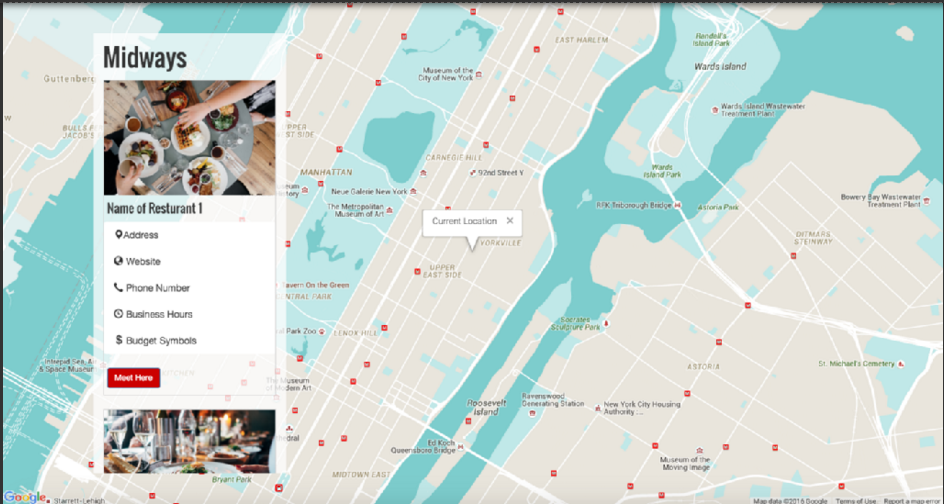 Midways
Name of Resturant 1
Address
Website
Phone Number
Business Hours
$ Budget Symbols
Meet Here
Guttenberg
EAST HARLEM
Randall's
Island Park
Wards Island
Museum of the
City of New York
Wards Island Wastewater
Treatment Plant
CARNEGIE HILL
92nd Street Y
MANHATTAN
Neue Galerie New York
The Metropolitan
Museum of Art
Wards
Island Park
RFK Triborough Bridge
Astoria Park
Bowery Bay Wastewater
Treatment Plant
Current Location ×
YORKVILLE
DITMARS
STEINWAY
UPPER
EAST SIDE
Tavern On the Green
CENTRAL PARK
Socrates
Sculpture Park
LENOX HILL
Intrepid Sea, A
& Space Museum
KITCHEN
The Museum
of Modern Art
ASTORIA
St. Michael's Cemetery
Roosevelt
Island
Ravenswood
Generating Station
New York City Housing
Authority ...
Ed Koch
Queensboro Bridge
Museum of the
Moving Image
MIDTOWN EAST
Bryant Park
Google
Starrett-Lehigh
Map data ©2016 Google
Terms of Use
Report a map error